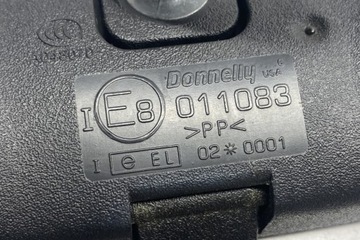 Donnelly USA
I E8 011083
>PP<
I e EL 02*0001